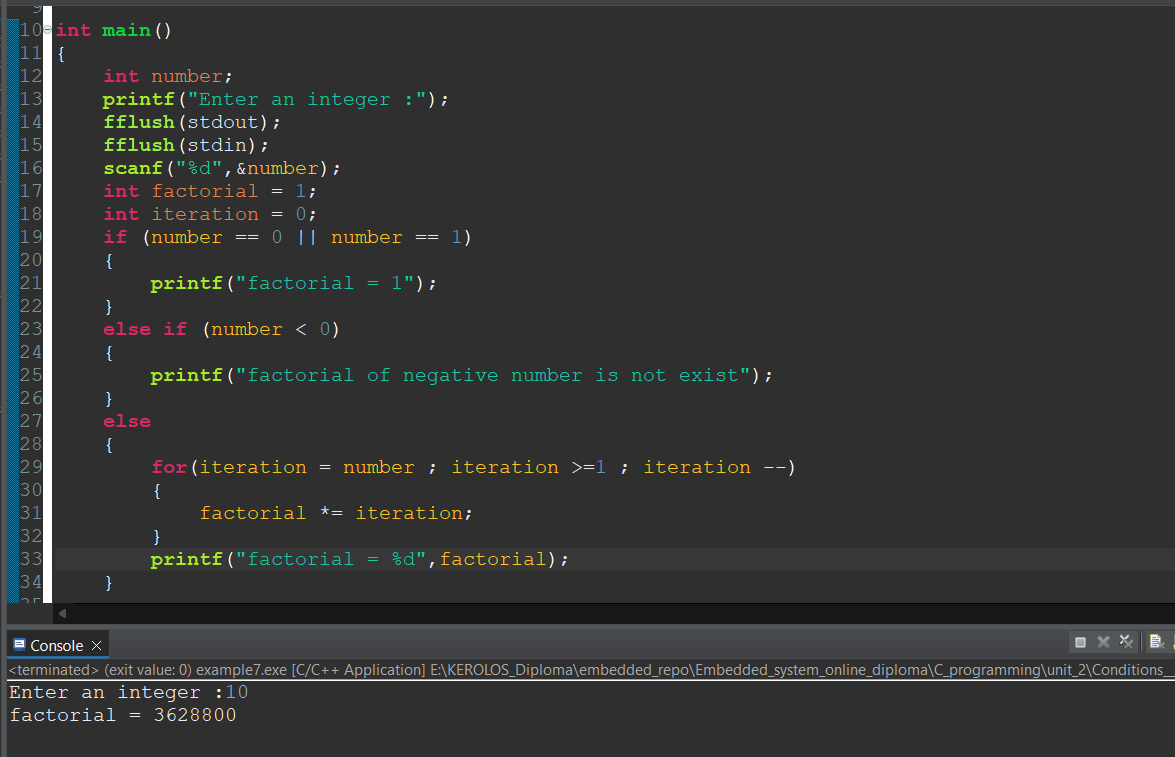 9
10 int main()
11 {
12 int number;
13 printf("Enter an integer :");
14 fflush(stdout);
15 fflush(stdin);
16 scanf("%d",&number);
17 int factorial = 1;
18 int iteration = 0;
19 if (number == 0 || number == 1)
20 {
21 printf("factorial = 1");
22 }
23 else if (number < 0)
24 {
25 printf("factorial of negative number is not exist");
26 }
27 else
28 {
29 for(iteration = number ; iteration >=1 ; iteration --)
30 {
31 factorial *= iteration;
32 }
33 printf("factorial = %d",factorial);
34 }
35
Console
<terminated> (exit value: 0) example7.exe [C/C++ Application] E:\KEROLOS_Diploma\embedded_repo\Embedded_system_online_diploma\C_programming\unit_2\Conditions_
Enter an integer :10
factorial = 3628800